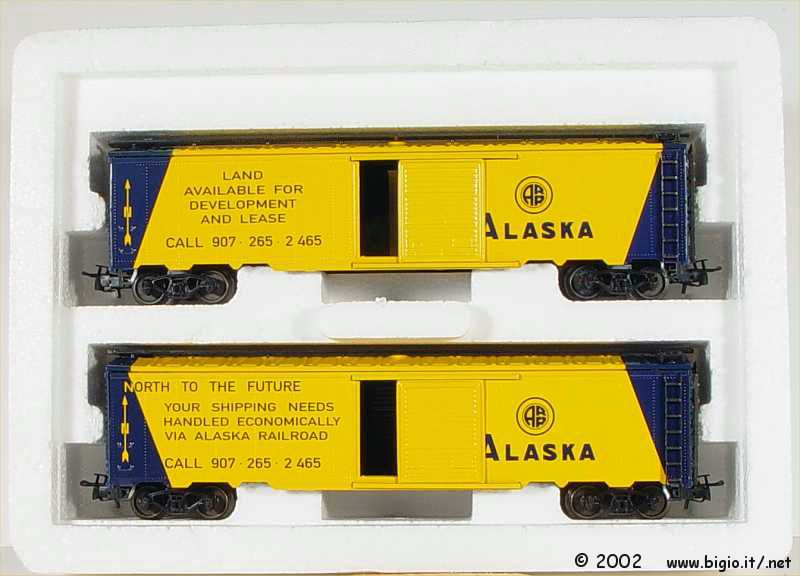 LAND
AVAILABLE FOR
DEVELOPMENT
AND LEASE
CALL 907 · 265 · 2 465
N
ARR
ALASKA
NORTH TO THE FUTURE
YOUR SHIPPING NEEDS
HANDLED ECONOMICALLY
VIA ALASKA RAILROAD
CALL 907 · 265 · 2 465
N
ARR
ALASKA
© 2002 www.bigio.it/.net